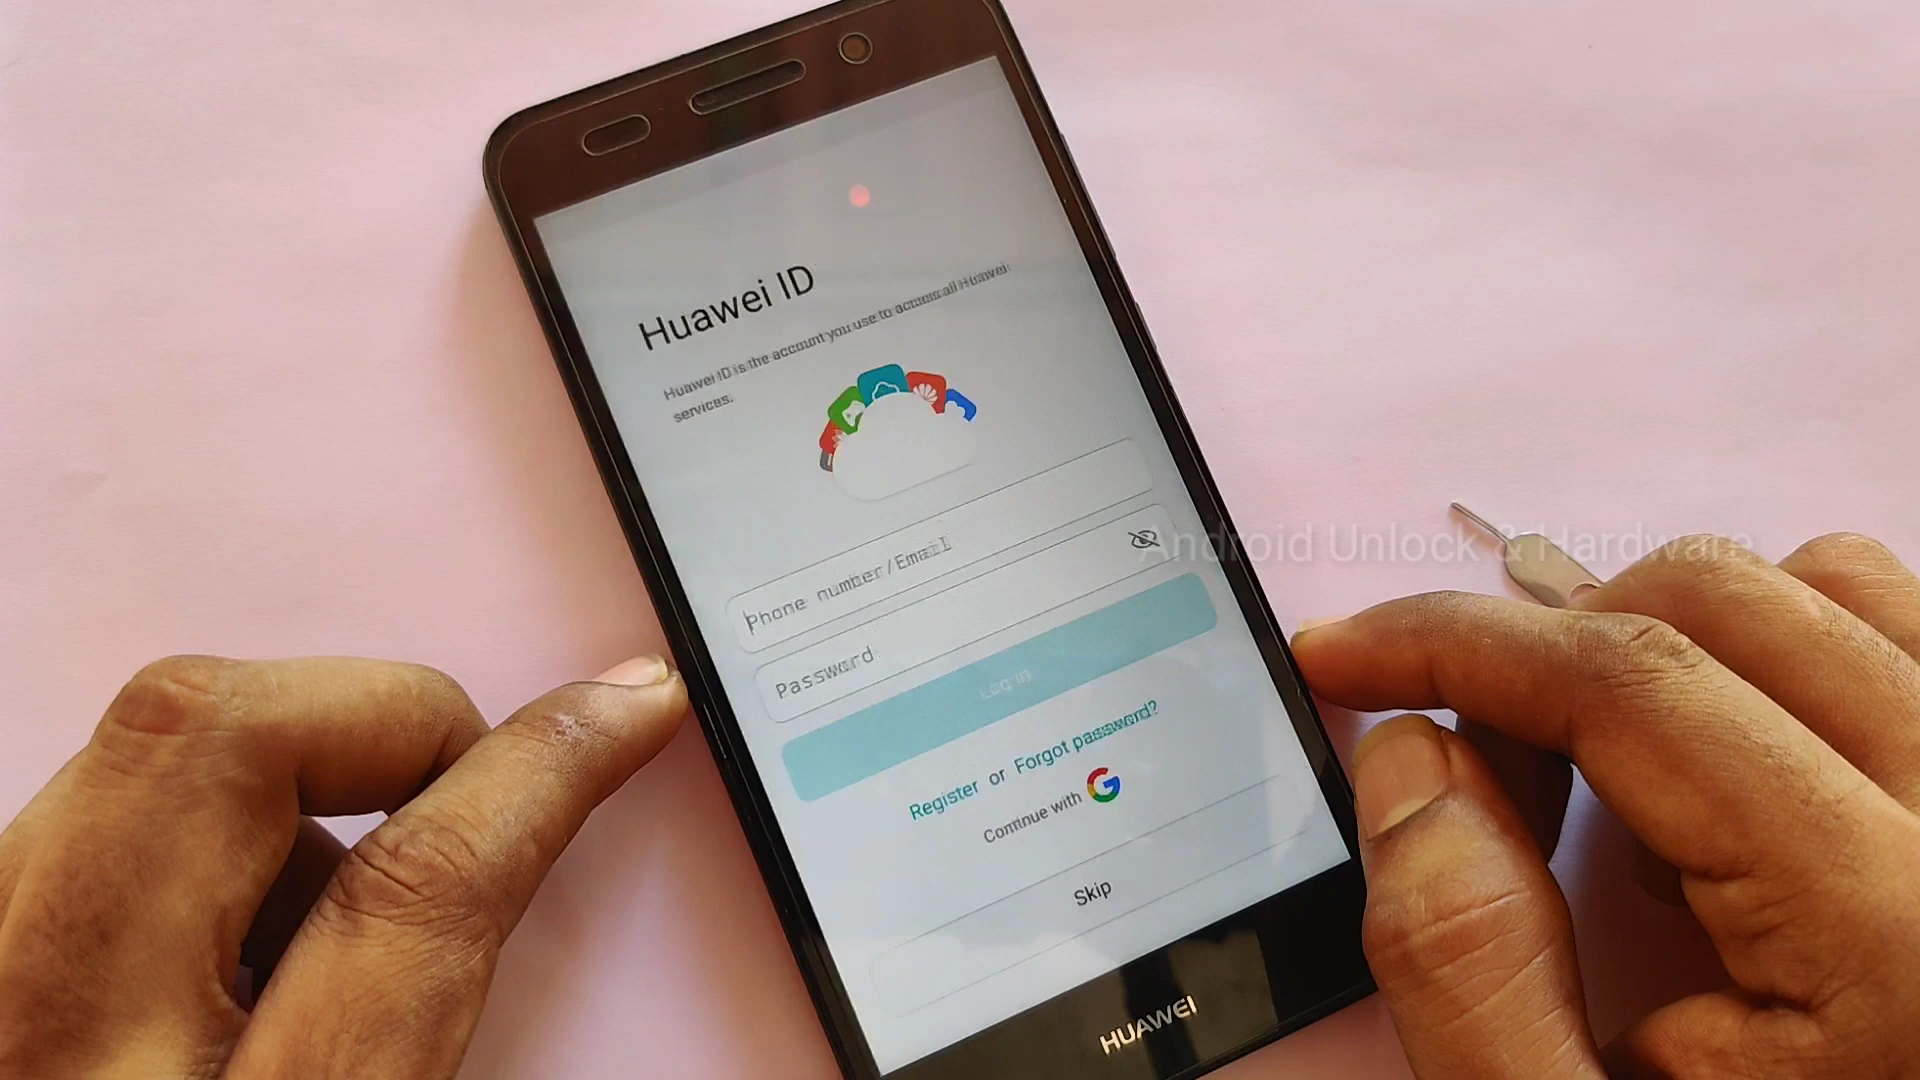 Huawei ID
Huawei ID is the account you use to access all Huawei
services.
Phone number/Email
Password
Log in
Register or Forgot password?
Continue with G
Skip
HUAWEI
Android Unlock & Hardware